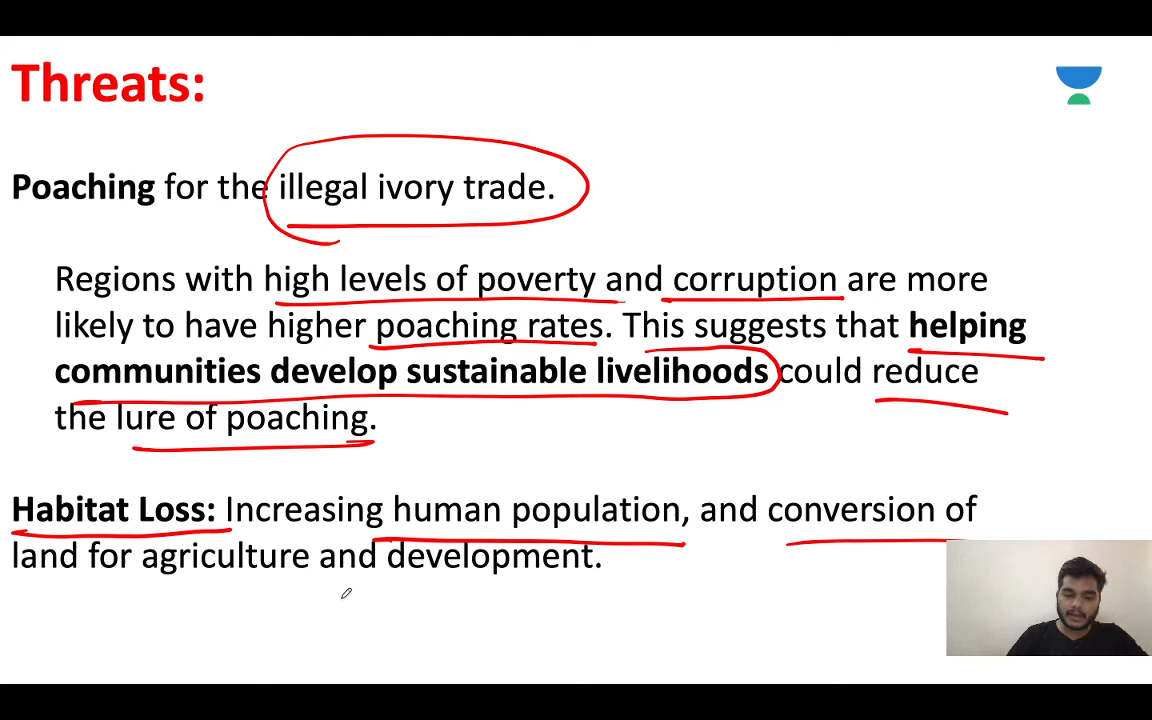 Threats:
Poaching for the illegal ivory trade.
Regions with high levels of poverty and corruption are more
likely to have higher poaching rates. This suggests that helping
communities develop sustainable livelihoods could reduce
the lure of poaching.
Habitat Loss: Increasing human population, and conversion of
land for agriculture and development.